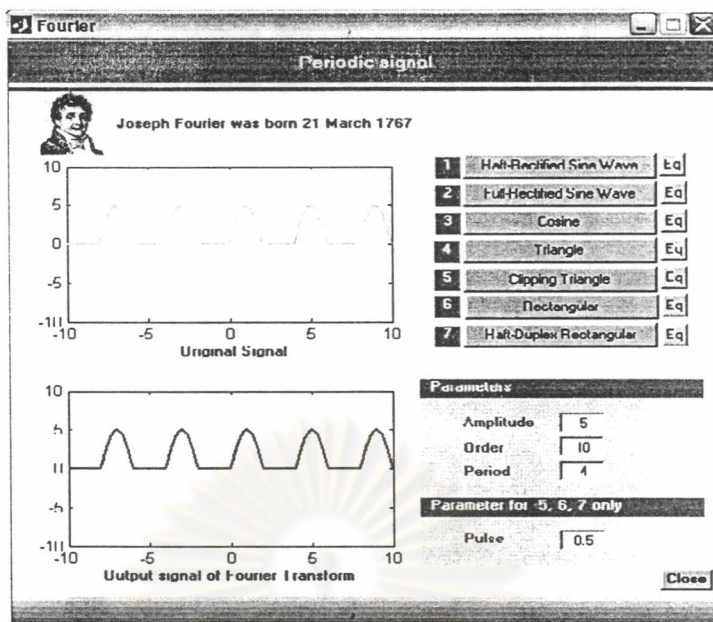 Fourier
Periodic signal
Joseph Fourier was born 21 March 1767
10
5
0
-5
-10
-10 -5 0 5 10
Original Signal
1 Haft-Rectified Sine Wave Eq
2 Full-Rectified Sine Wave Eq
3 Cosine Eq
4 Triangle Eq
5 Clipping Triangle Eq
6 Rectangular Eq
7 Haft-Duplex Rectangular Eq
10
5
0
-5
-10
-10 -5 0 5 10
Output signal of Fourier Transform
Parameters
Amplitude 5
Order 10
Period 4
Parameter for 5, 6, 7 only
Pulse 0.5
Close